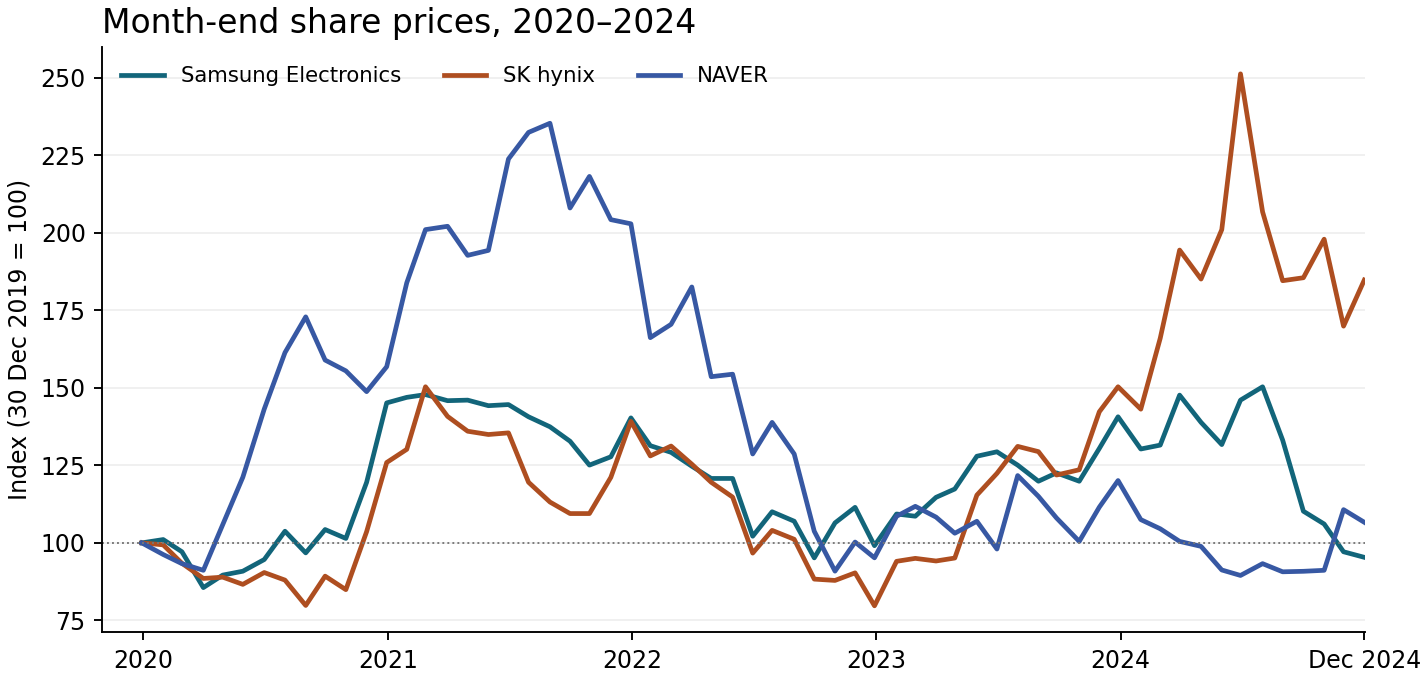 Month-end share prices, 2020–2024
Samsung Electronics SK hynix NAVER
Index (30 Dec 2019 = 100)
250
225
200
175
150
125
100
75
2020 2021 2022 2023 2024 Dec 2024